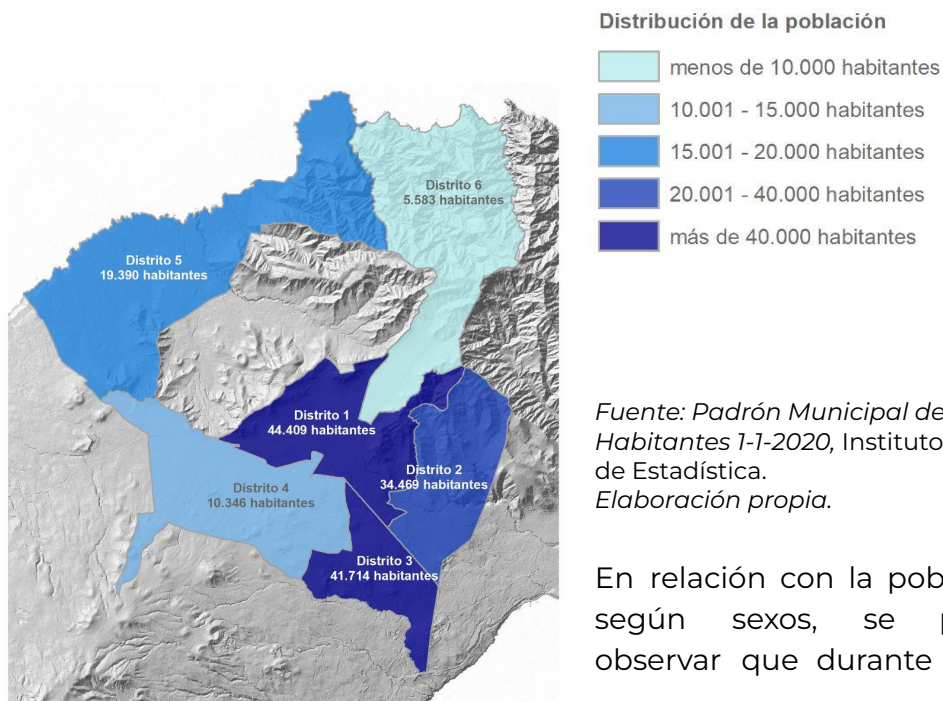 Distribución de la población
menos de 10.000 habitantes
10.001 - 15.000 habitantes
15.001 - 20.000 habitantes
20.001 - 40.000 habitantes
más de 40.000 habitantes
Distrito 6
5.583 habitantes
Distrito 5
19.390 habitantes
Distrito 1
44.409 habitantes
Distrito 2
34.469 habitantes
Distrito 4
10.346 habitantes
Distrito 3
41.714 habitantes
Fuente: Padrón Municipal de
Habitantes 1-1-2020, Instituto
de Estadística.
Elaboración propia.
En relación con la pob
según sexos, se p
observar que durante